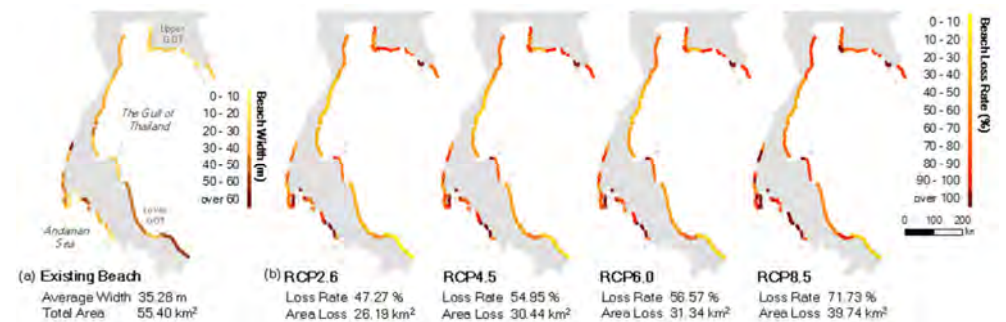 Upper
GOT
The Gulf of
Thailand
Lower
GOT
Andaman
Sea
Beach Width (m)
0 - 10
10 - 20
20 - 30
30 - 40
40 - 50
50 - 60
over 60
Beach Loss Rate (%)
0 - 10
10 - 20
20 - 30
30 - 40
40 - 50
50 - 60
60 - 70
70 - 80
80 - 90
90 - 100
over 100
0 100 200
km
(a) Existing Beach
Average Width 35.28 m
Total Area 55.40 km²
(b) RCP2.6
Loss Rate 47.27 %
Area Loss 26.19 km²
RCP4.5
Loss Rate 54.95 %
Area Loss 30.44 km²
RCP6.0
Loss Rate 56.57 %
Area Loss 31.34 km²
RCP8.5
Loss Rate 71.73 %
Area Loss 39.74 km²